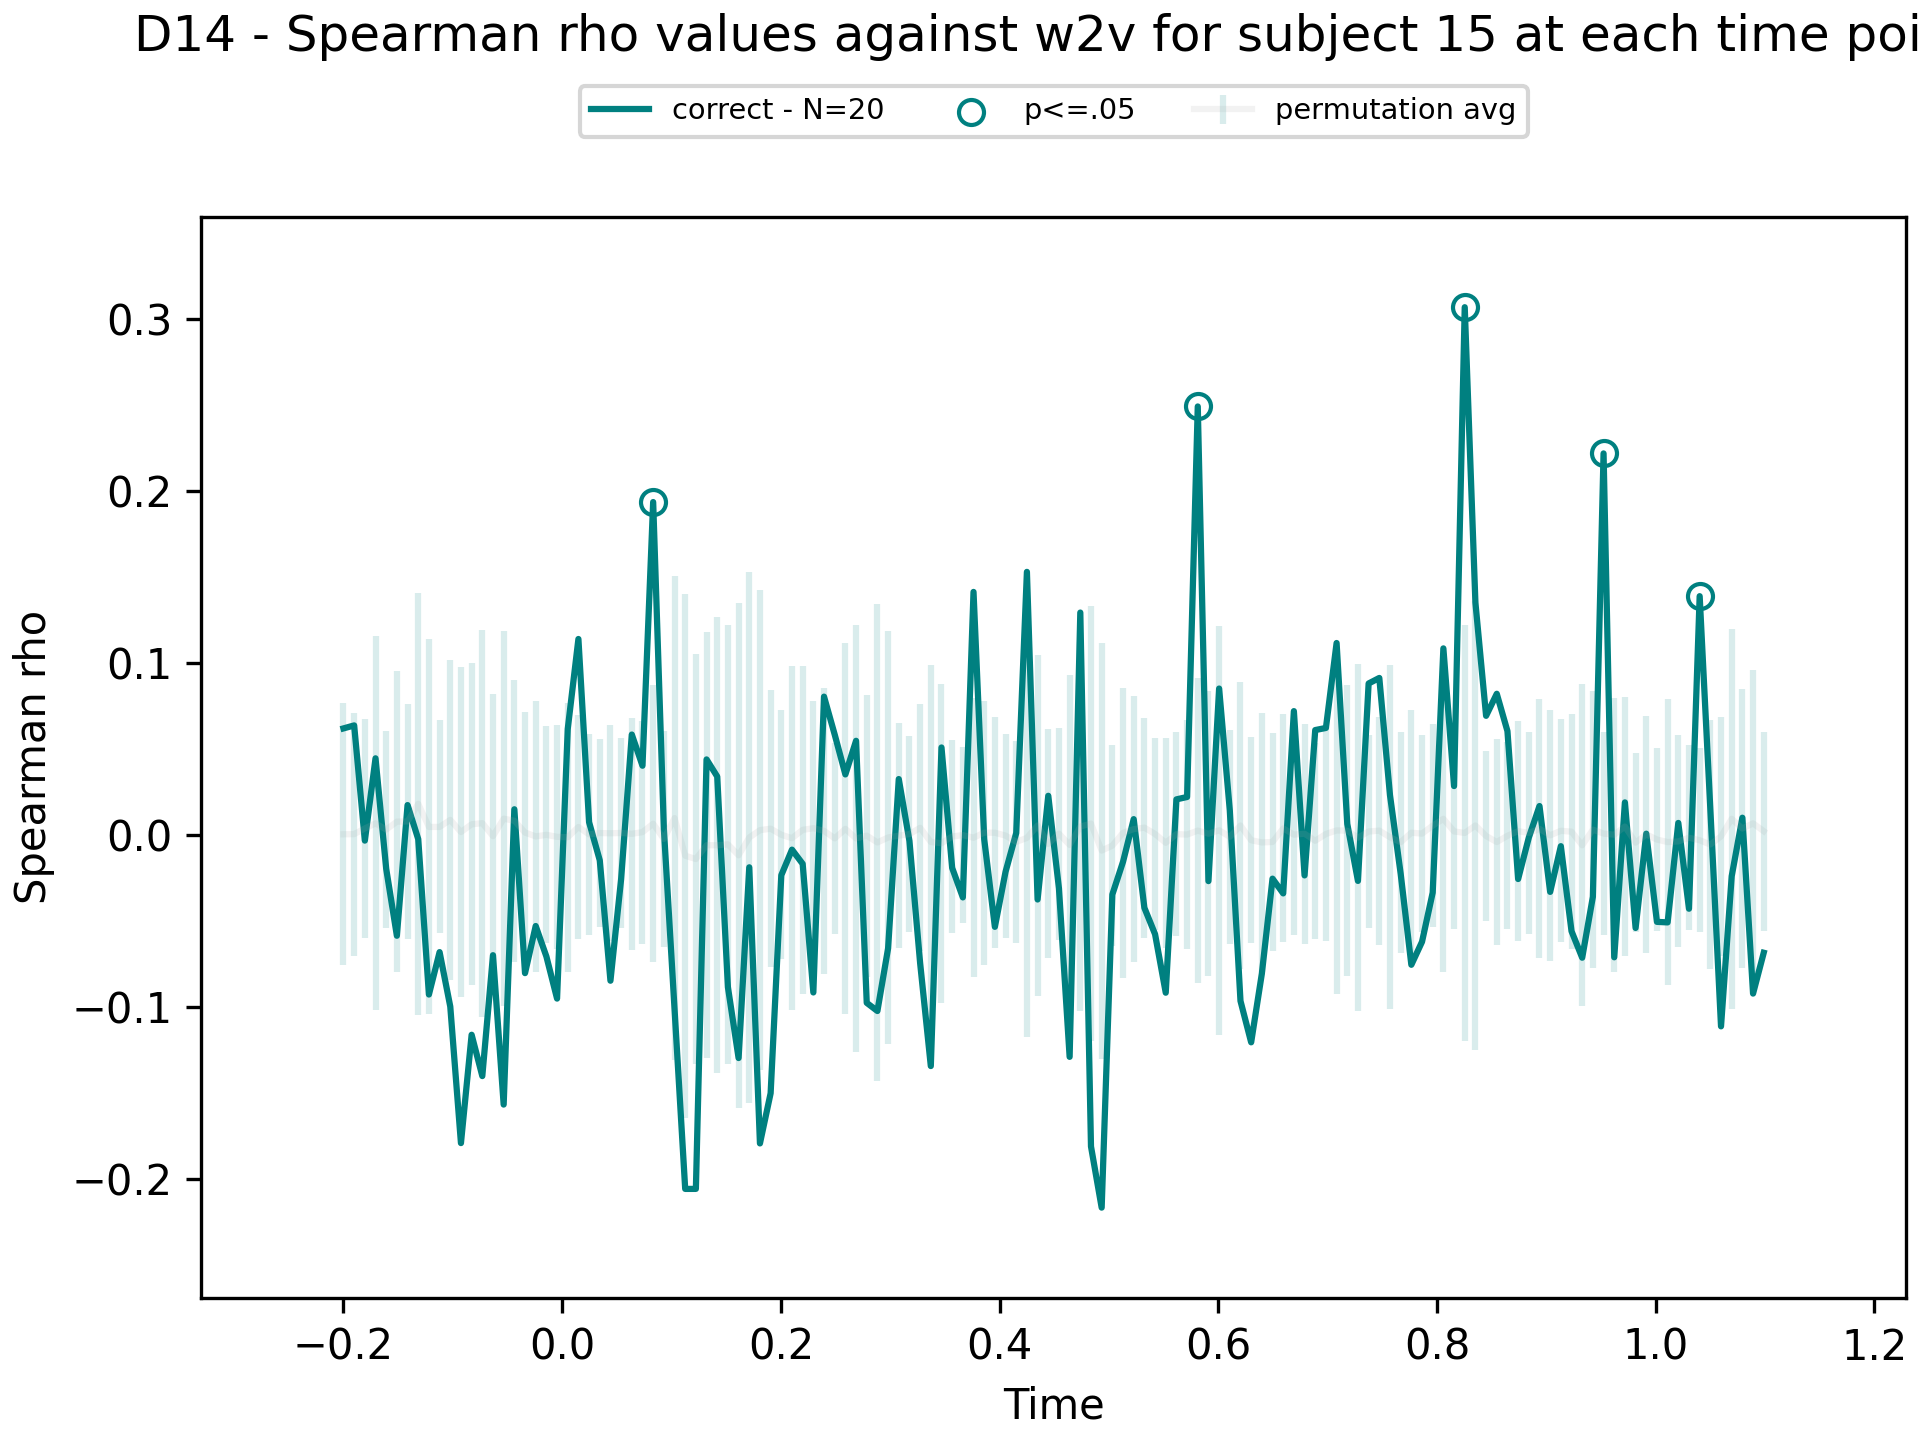 D14 - Spearman rho values against w2v for subject 15 at each time poi
correct - N=20 p<=.05 permutation avg
0.3
0.2
0.1
0.0
−0.1
−0.2
Spearman rho
−0.2 0.0 0.2 0.4 0.6 0.8 1.0 1.2
Time